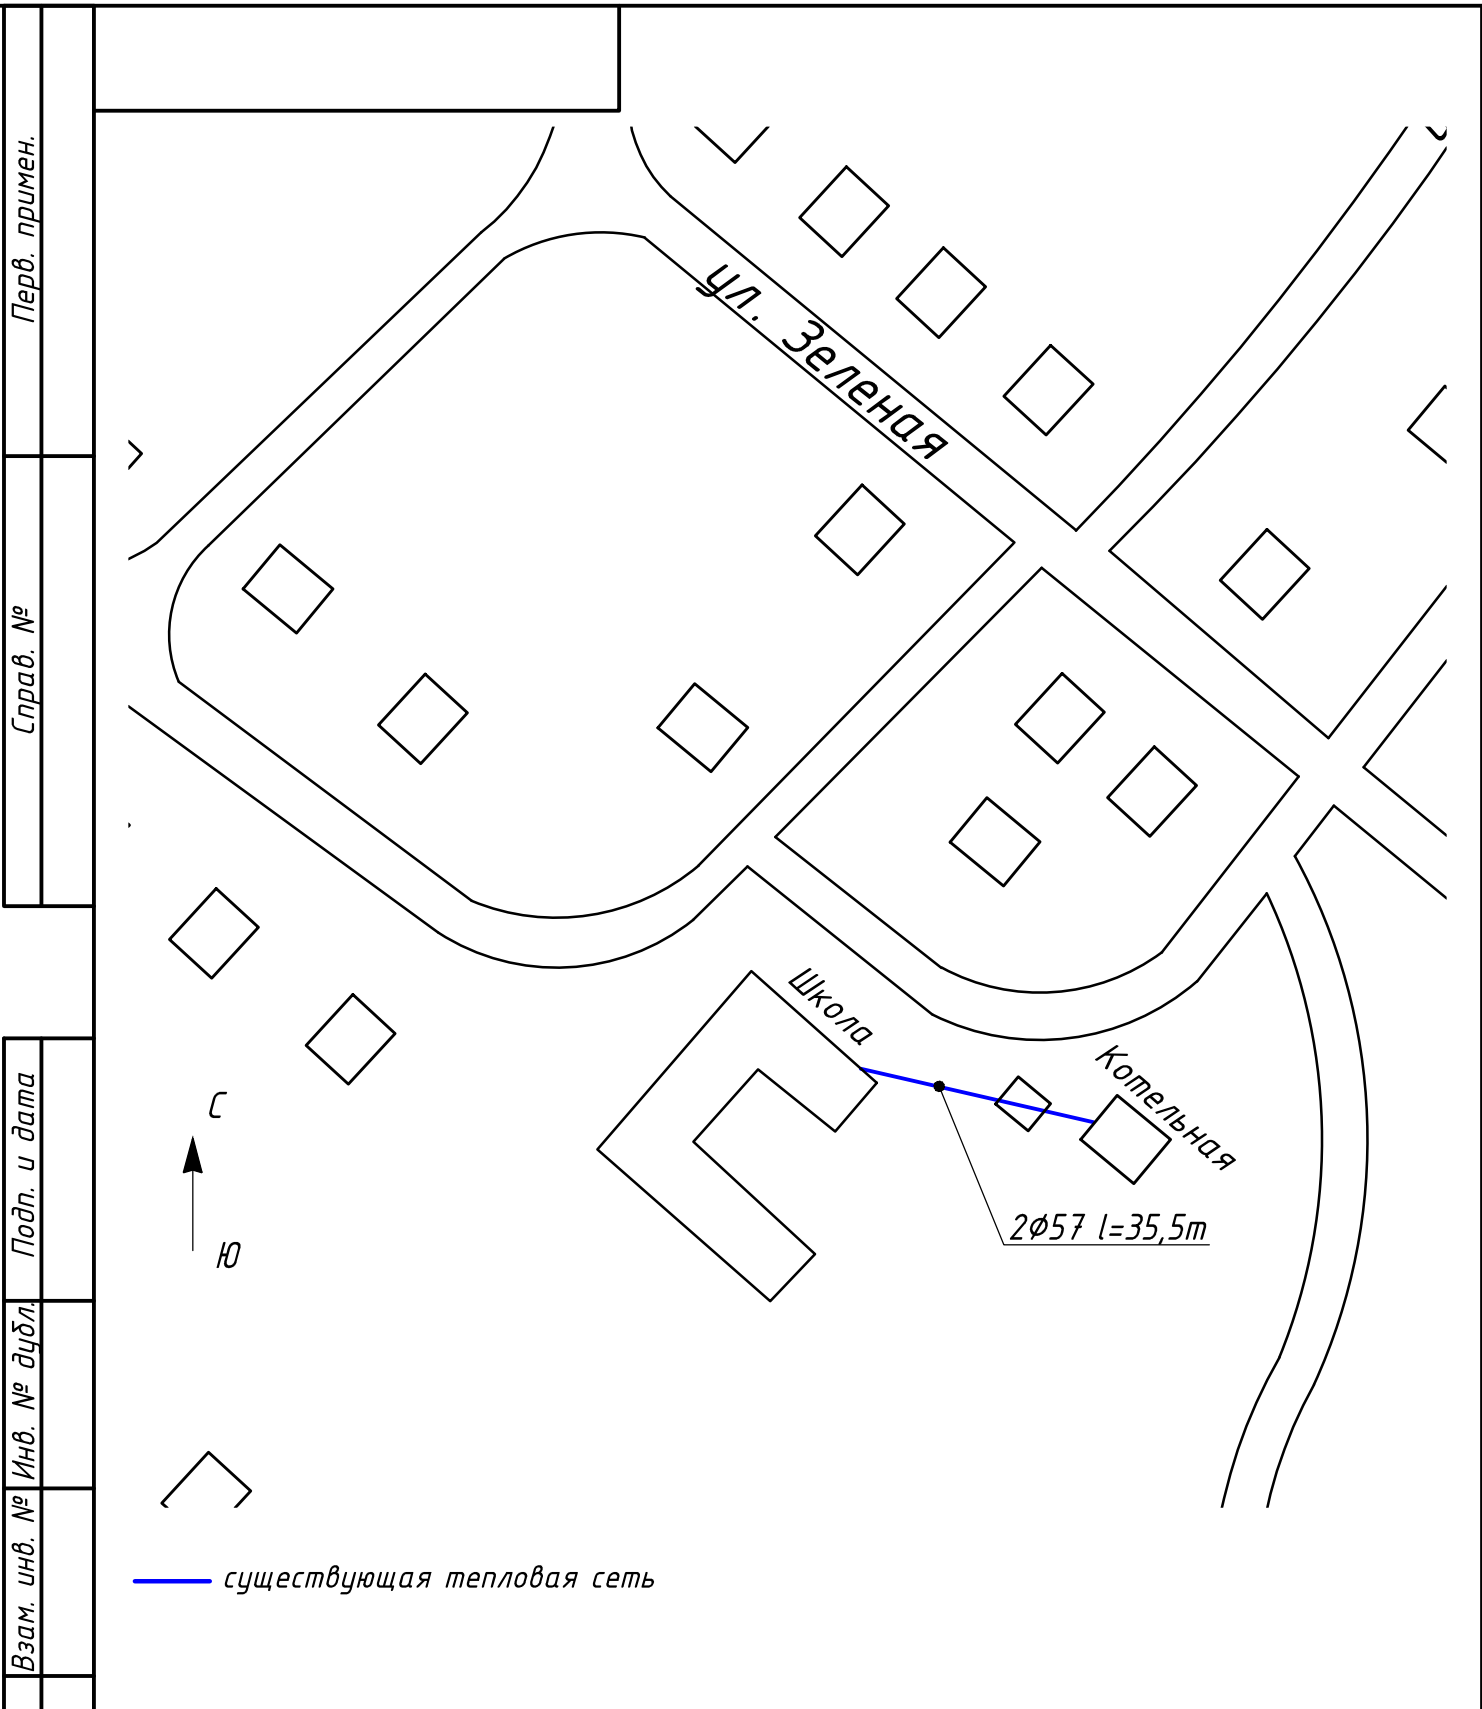 Перв. примен.
Справ. №
Подп. и дата
Инв. № дубл.
Взам. инв. №
ул. Зеленая
Школа
Котельная
2ф57 l=35,5m
С
Ю
существующая тепловая сеть